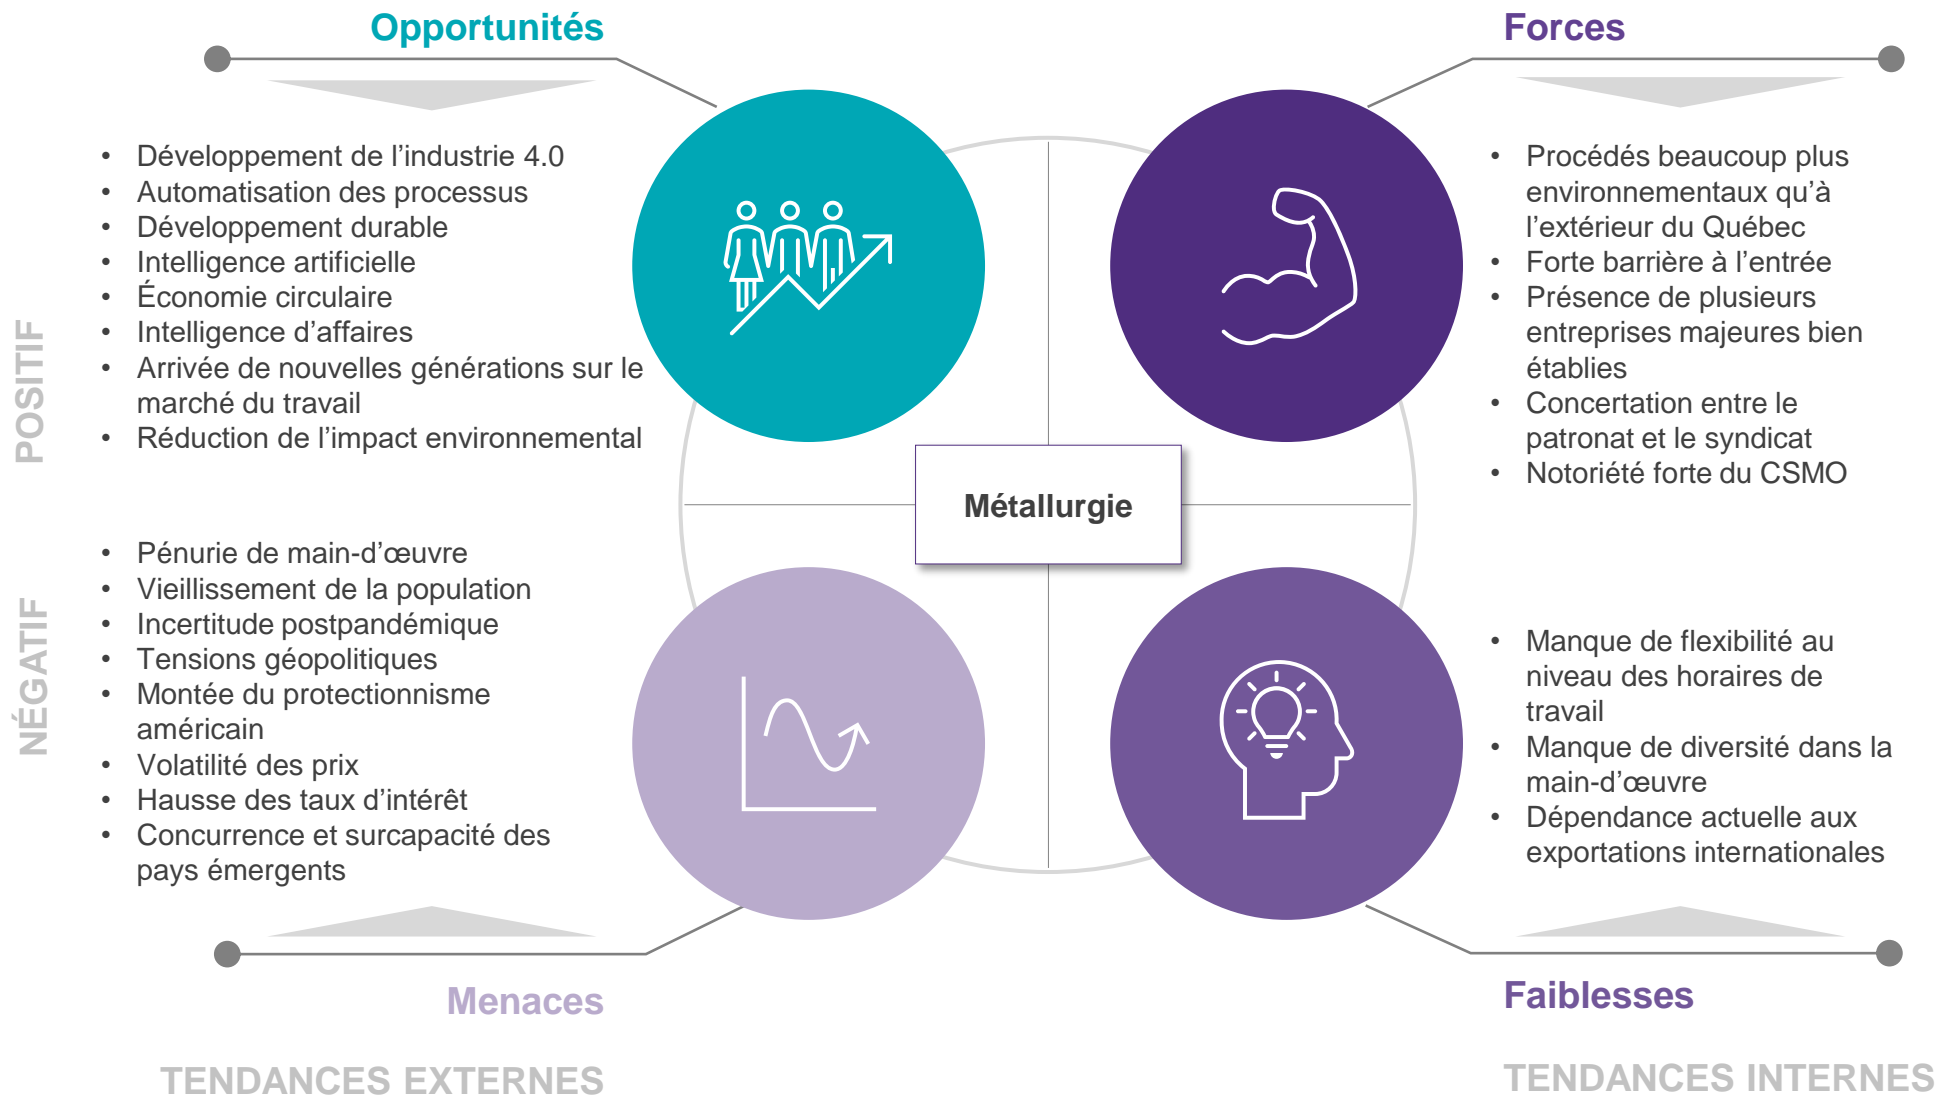 Opportunités
• Développement de l’industrie 4.0
• Automatisation des processus
• Développement durable
• Intelligence artificielle
• Économie circulaire
• Intelligence d’affaires
• Arrivée de nouvelles générations sur le
marché du travail
• Réduction de l’impact environnemental
Forces
• Procédés beaucoup plus
environnementaux qu’à
l’extérieur du Québec
• Forte barrière à l’entrée
• Présence de plusieurs
entreprises majeures bien
établies
• Concertation entre le
patronat et le syndicat
• Notoriété forte du CSMO
POSITIF
Métallurgie
NÉGATIF
• Pénurie de main-d’œuvre
• Vieillissement de la population
• Incertitude postpandémique
• Tensions géopolitiques
• Montée du protectionnisme
américain
• Volatilité des prix
• Hausse des taux d’intérêt
• Concurrence et surcapacité des
pays émergents
Menaces
• Manque de flexibilité au
niveau des horaires de
travail
• Manque de diversité dans la
main-d’œuvre
• Dépendance actuelle aux
exportations internationales
Faiblesses
TENDANCES EXTERNES
TENDANCES INTERNES